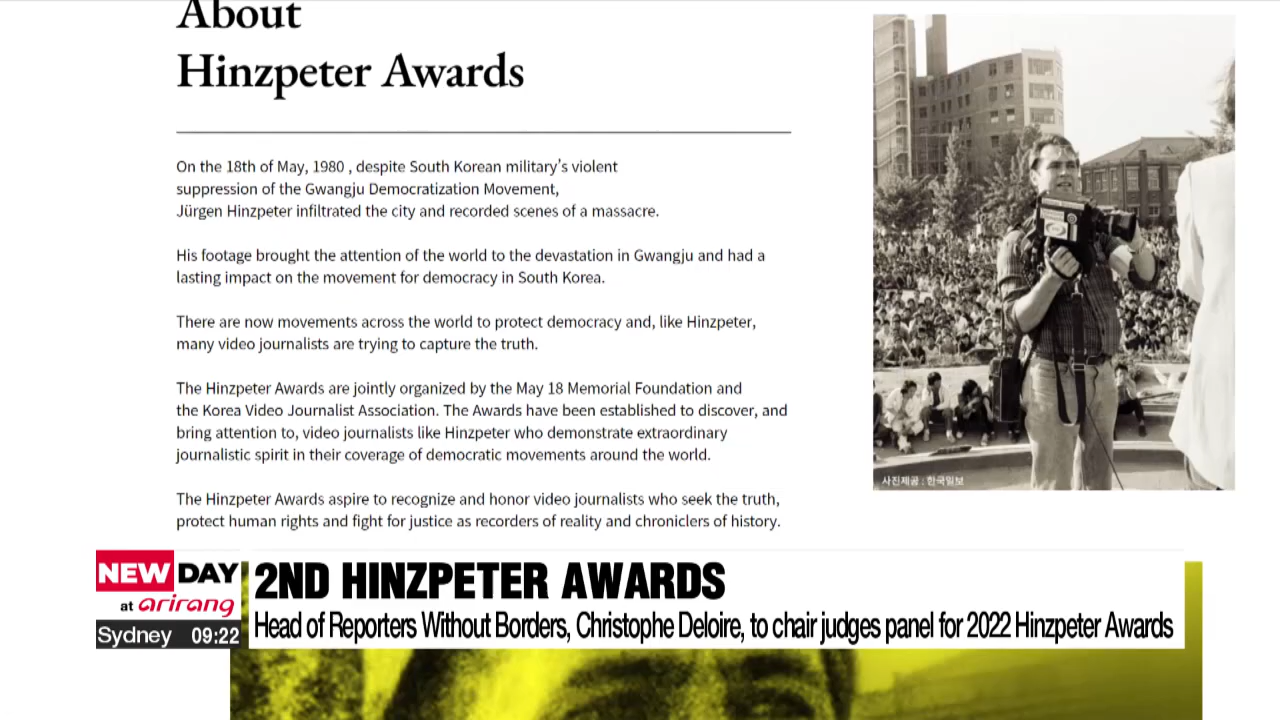 About
Hinzpeter Awards
On the 18th of May, 1980 , despite South Korean military's violent
suppression of the Gwangju Democratization Movement,
Jürgen Hinzpeter infiltrated the city and recorded scenes of a massacre.
His footage brought the attention of the world to the devastation in Gwangju and had a
lasting impact on the movement for democracy in South Korea.
There are now movements across the world to protect democracy and, like Hinzpeter,
many video journalists are trying to capture the truth.
The Hinzpeter Awards are jointly organized by the May 18 Memorial Foundation and
the Korea Video Journalist Association. The Awards have been established to discover, and
bring attention to, video journalists like Hinzpeter who demonstrate extraordinary
journalistic spirit in their coverage of democratic movements around the world.
The Hinzpeter Awards aspire to recognize and honor video journalists who seek the truth,
protect human rights and fight for justice as recorders of reality and chroniclers of history.
사진제공 : 한국일보
NEW DAY
at arirang
Sydney 09:22
2ND HINZPETER AWARDS
Head of Reporters Without Borders, Christophe Deloire, to chair judges panel for 2022 Hinzpeter Awards